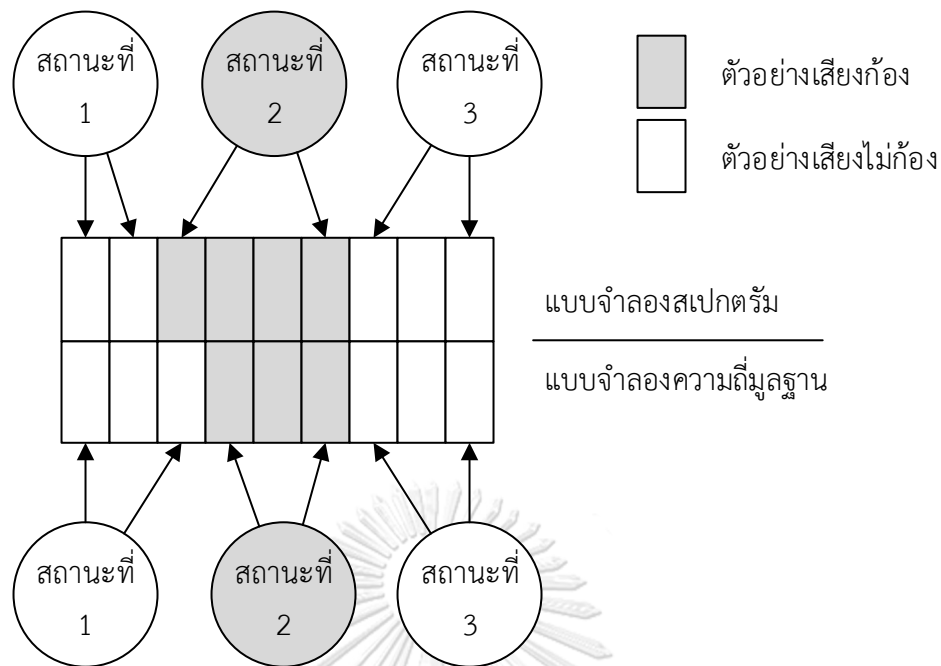 สถานะที่
1
สถานะที่
2
สถานะที่
3
ตัวอย่างเสียงก้อง
ตัวอย่างเสียงไม่ก้อง
แบบจำลองสเปกตรัม
แบบจำลองความถี่มูลฐาน
สถานะที่
1
สถานะที่
2
สถานะที่
3